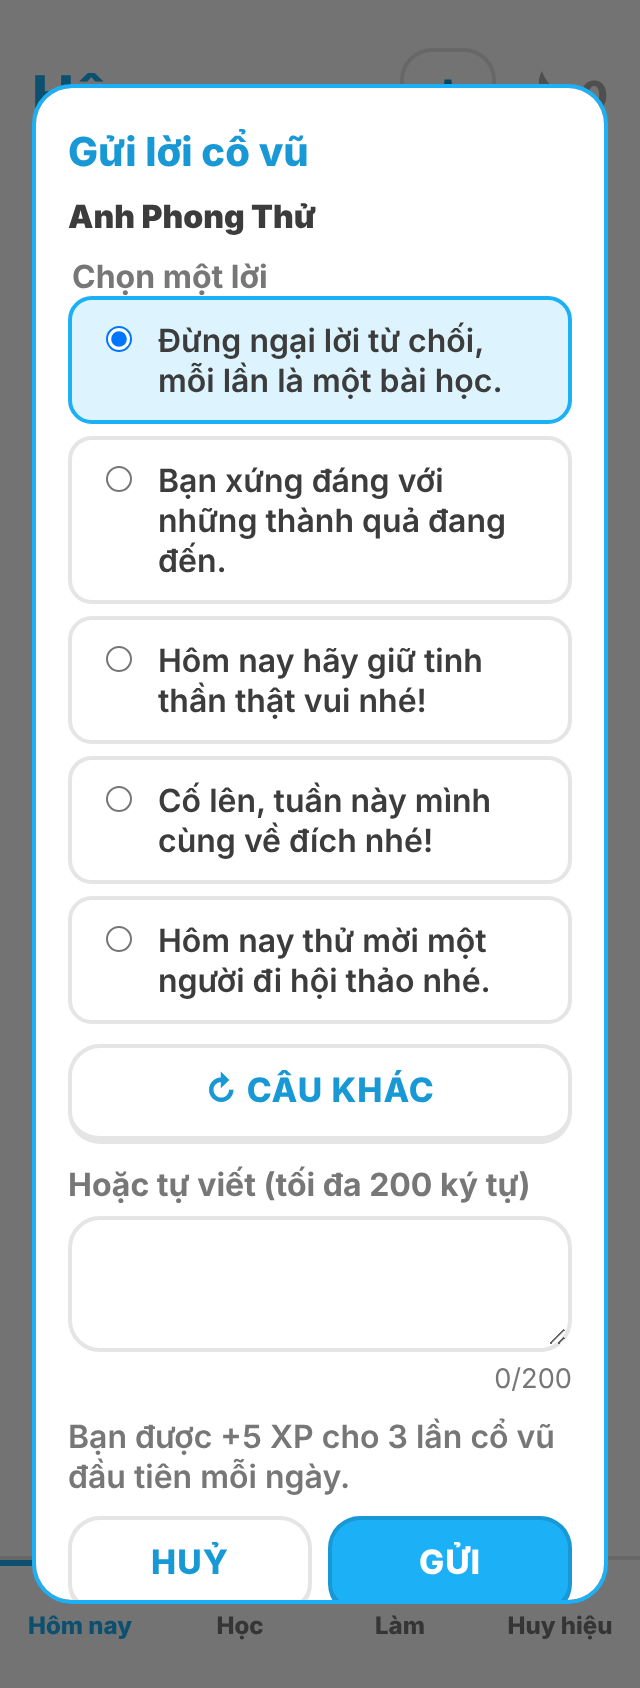 Gửi lời cổ vũ
Anh Phong Thử
Chọn một lời
Đừng ngại lời từ chối,
mỗi lần là một bài học.
Bạn xứng đáng với
những thành quả đang
đến.
Hôm nay hãy giữ tinh
thần thật vui nhé!
Cố lên, tuần này mình
cùng về đích nhé!
Hôm nay thử mời một
người đi hội thảo nhé.
↻ CÂU KHÁC
Hoặc tự viết (tối đa 200 ký tự)
0/200
Bạn được +5 XP cho 3 lần cổ vũ
đầu tiên mỗi ngày.
HUỶ GỬI
Hôm nay Học Làm Huy hiệu